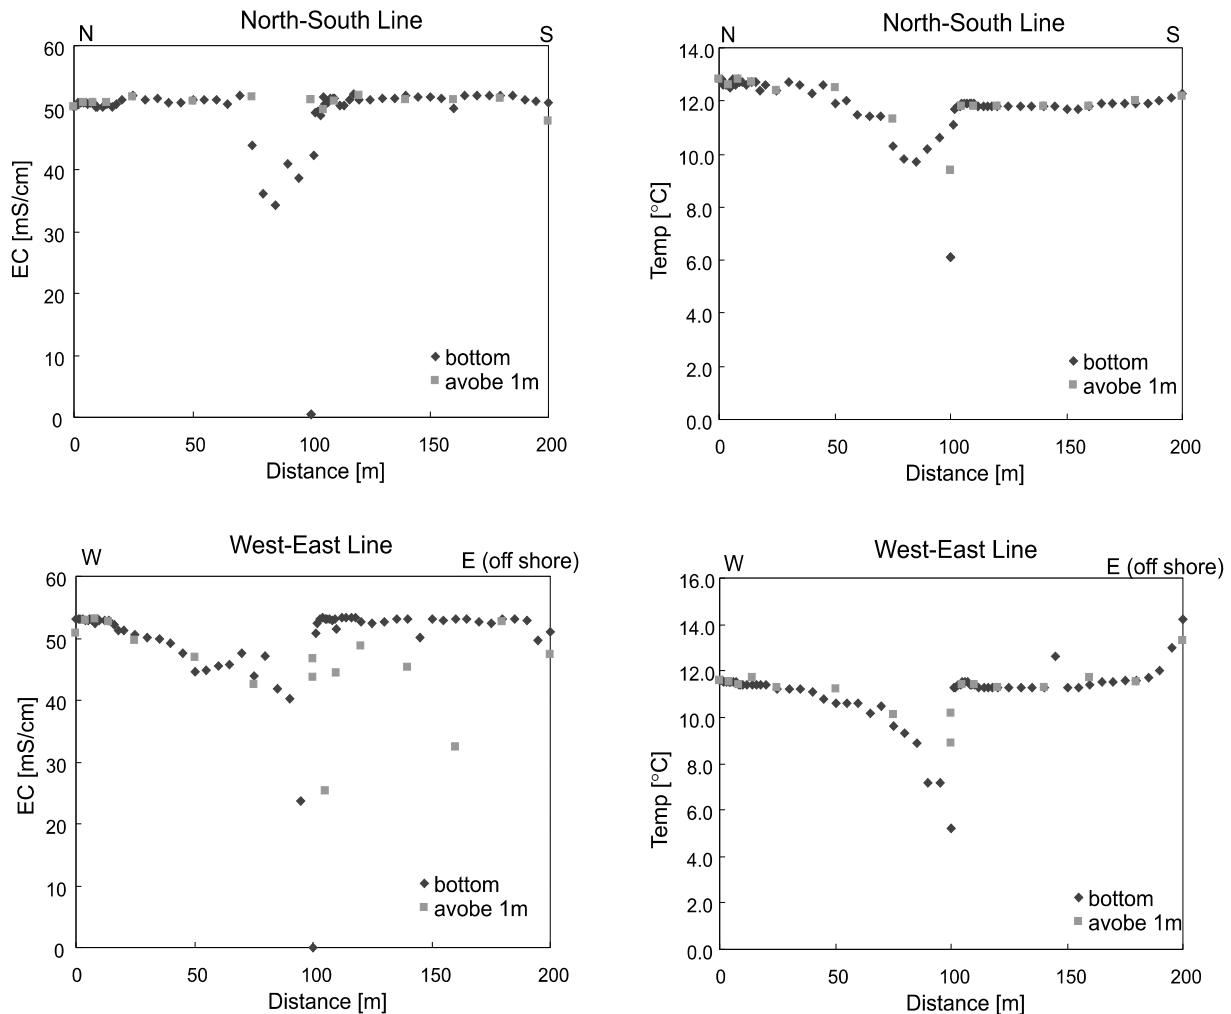 North-South Line
N
S
60
50
40
30
20
10
0
EC [mS/cm]
bottom
avobe 1m
0
50
100
150
200
Distance [m]
North-South Line
N
S
14.0
12.0
10.0
8.0
6.0
4.0
2.0
0.0
Temp [°C]
bottom
avobe 1m
0
50
100
150
200
Distance [m]
West-East Line
W
E (off shore)
60
50
40
30
20
10
0
EC [mS/cm]
bottom
avobe 1m
0
50
100
150
200
Distance [m]
West-East Line
W
E (off shore)
16.0
14.0
12.0
10.0
8.0
6.0
4.0
2.0
0.0
Temp [°C]
bottom
avobe 1m
0
50
100
150
200
Distance [m]